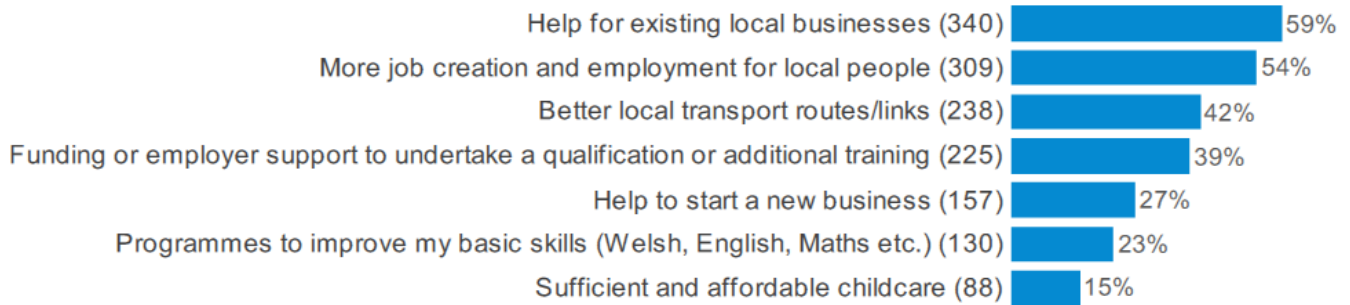 Help for existing local businesses (340) 59%
More job creation and employment for local people (309) 54%
Better local transport routes/links (238) 42%
Funding or employer support to undertake a qualification or additional training (225) 39%
Help to start a new business (157) 27%
Programmes to improve my basic skills (Welsh, English, Maths etc.) (130) 23%
Sufficient and affordable childcare (88) 15%